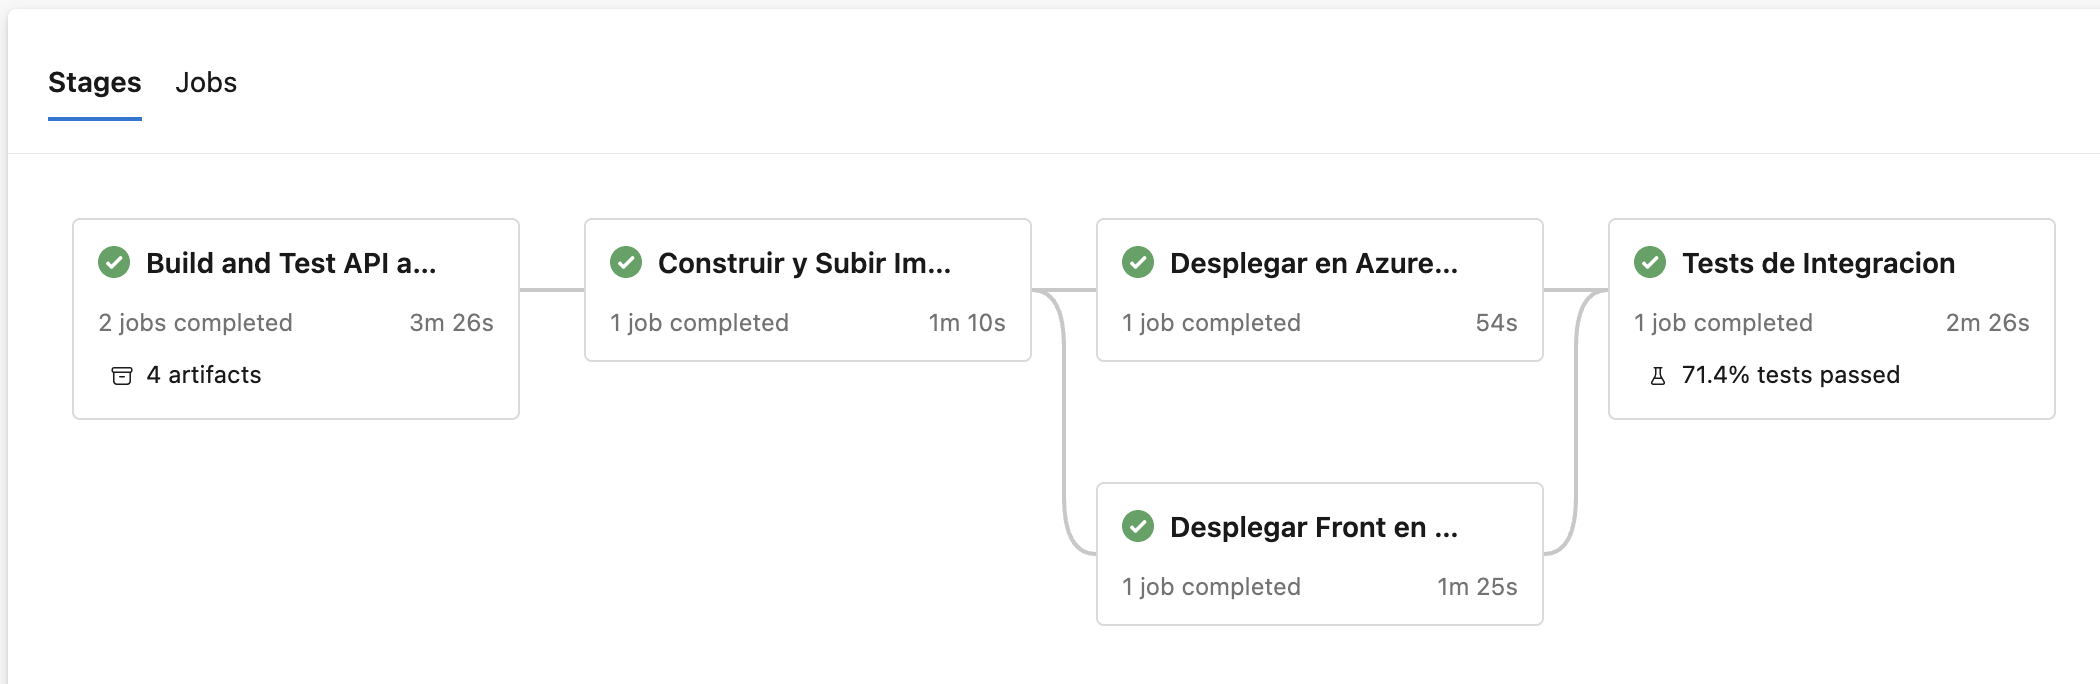 Stages Jobs
Build and Test API a...
2 jobs completed 3m 26s
4 artifacts
Construir y Subir Im...
1 job completed 1m 10s
Desplegar en Azure...
1 job completed 54s
Desplegar Front en ...
1 job completed 1m 25s
Tests de Integracion
1 job completed 2m 26s
71.4% tests passed